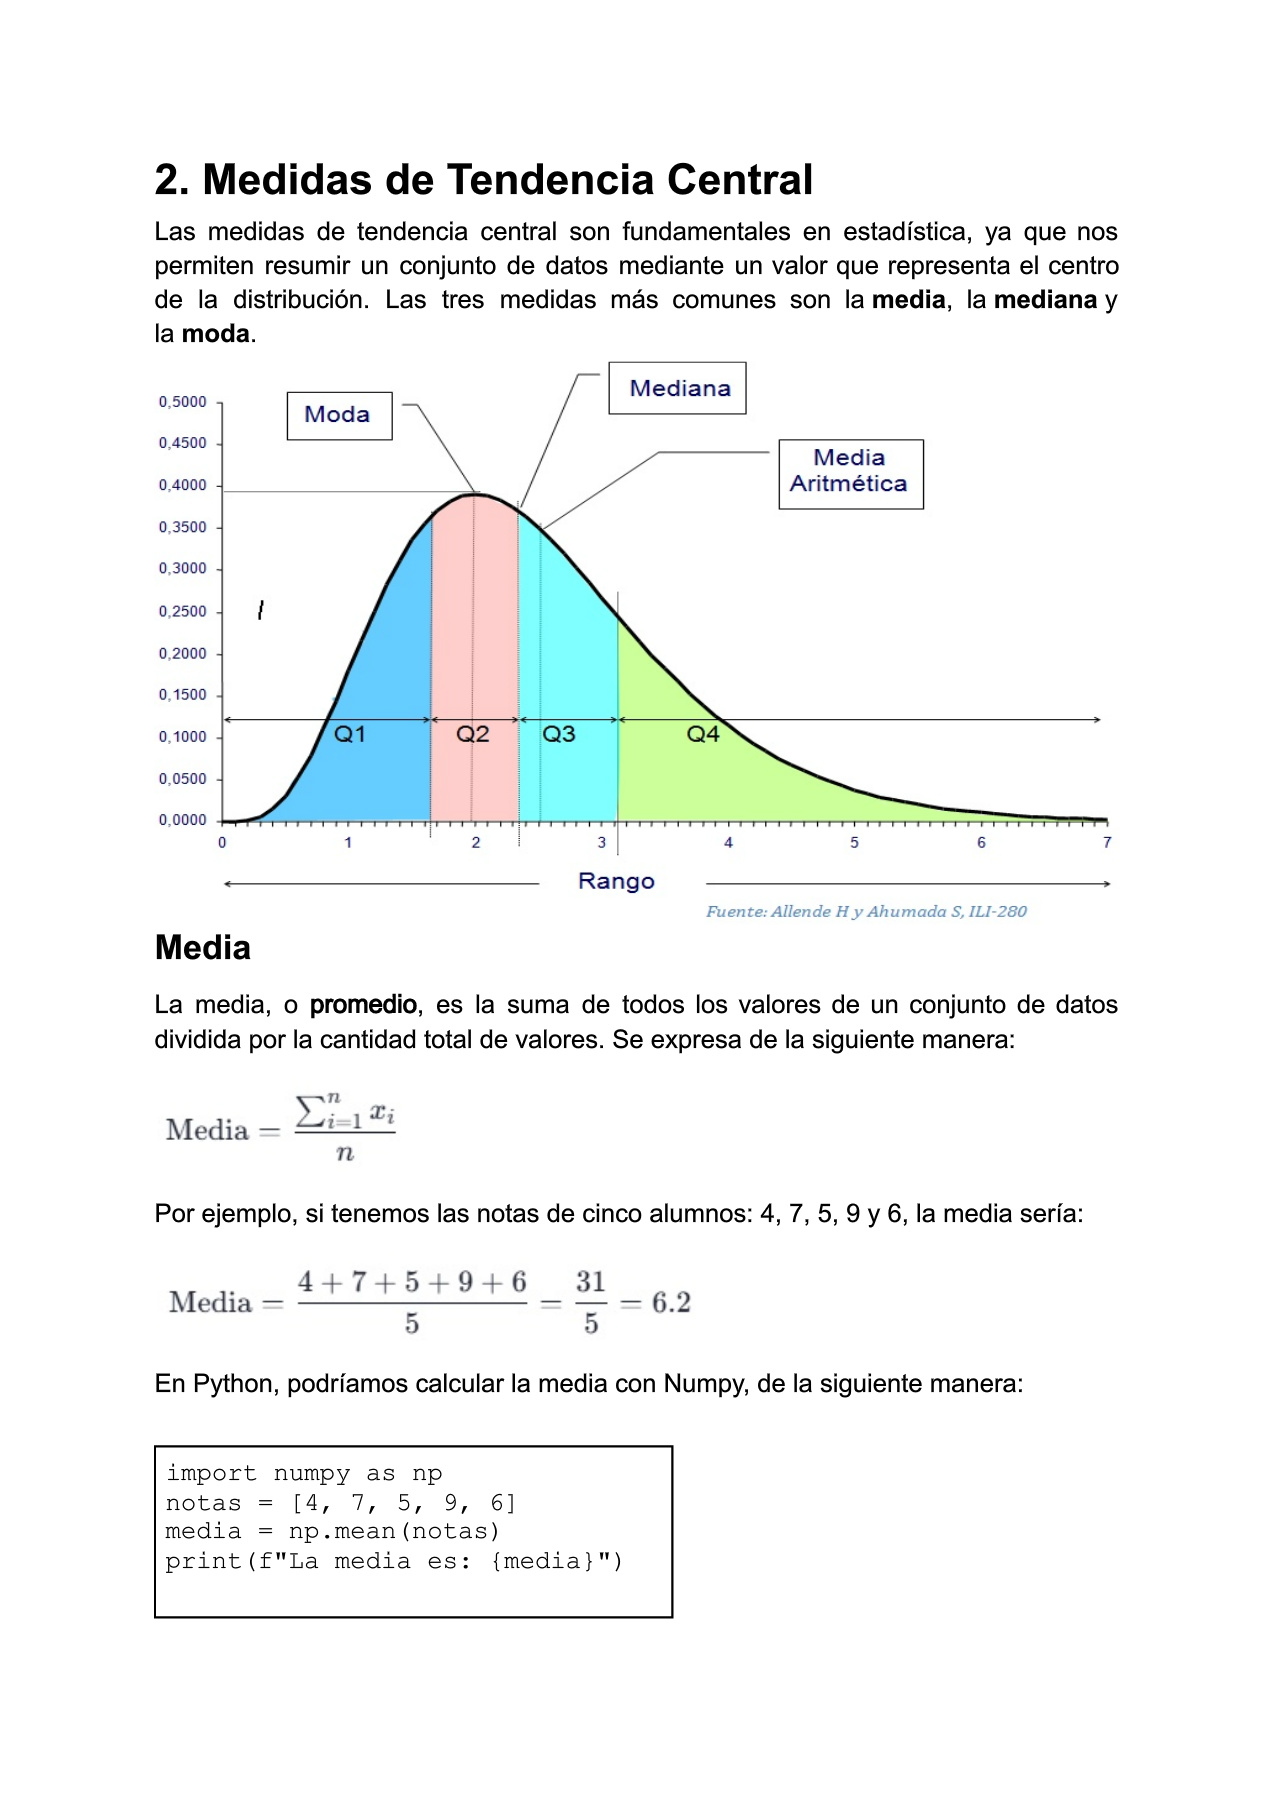 2. Medidas de Tendencia Central
Las medidas de tendencia central son fundamentales en estadística, ya que nos
permiten resumir un conjunto de datos mediante un valor que representa el centro
de la distribución. Las tres medidas más comunes son la media, la mediana y
la moda.
Mediana
Moda
Media
Aritmética
0,5000
0,4500
0,4000
0,3500
0,3000
0,2500
0,2000
0,1500
0,1000
0,0500
0,0000
Q1 Q2 Q3 Q4
0 1 2 3 4 5 6 7
Rango
Fuente: Allende H y Ahumada S, ILI-280
Media
La media, o promedio, es la suma de todos los valores de un conjunto de datos
dividida por la cantidad total de valores. Se expresa de la siguiente manera:
Media = \frac{\sum_{i=1}^{n} x_i}{n}
Por ejemplo, si tenemos las notas de cinco alumnos: 4, 7, 5, 9 y 6, la media sería:
Media = \frac{4 + 7 + 5 + 9 + 6}{5} = \frac{31}{5} = 6.2
En Python, podríamos calcular la media con Numpy, de la siguiente manera:
import numpy as np
notas = [4, 7, 5, 9, 6]
media = np.mean(notas)
print(f"La media es: {media}")